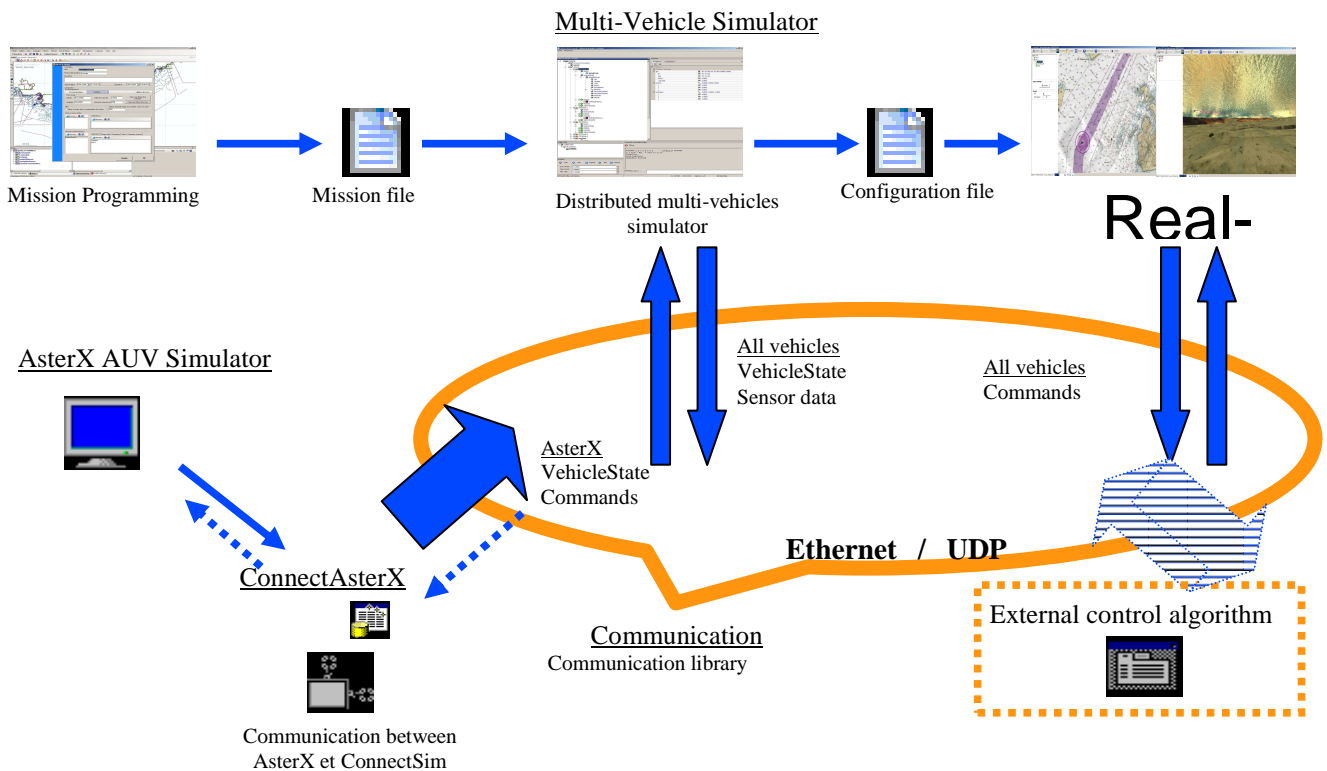 Multi-Vehicle Simulator
Mission Programming
Mission file
Distributed multi-vehicles
simulator
Configuration file
Real-
AsterX AUV Simulator
All vehicles
VehicleState
Sensor data
All vehicles
Commands
AsterX
VehicleState
Commands
Ethernet / UDP
ConnectAsterX
Communication
Communication library
External control algorithm
Communication between
AsterX et ConnectSim